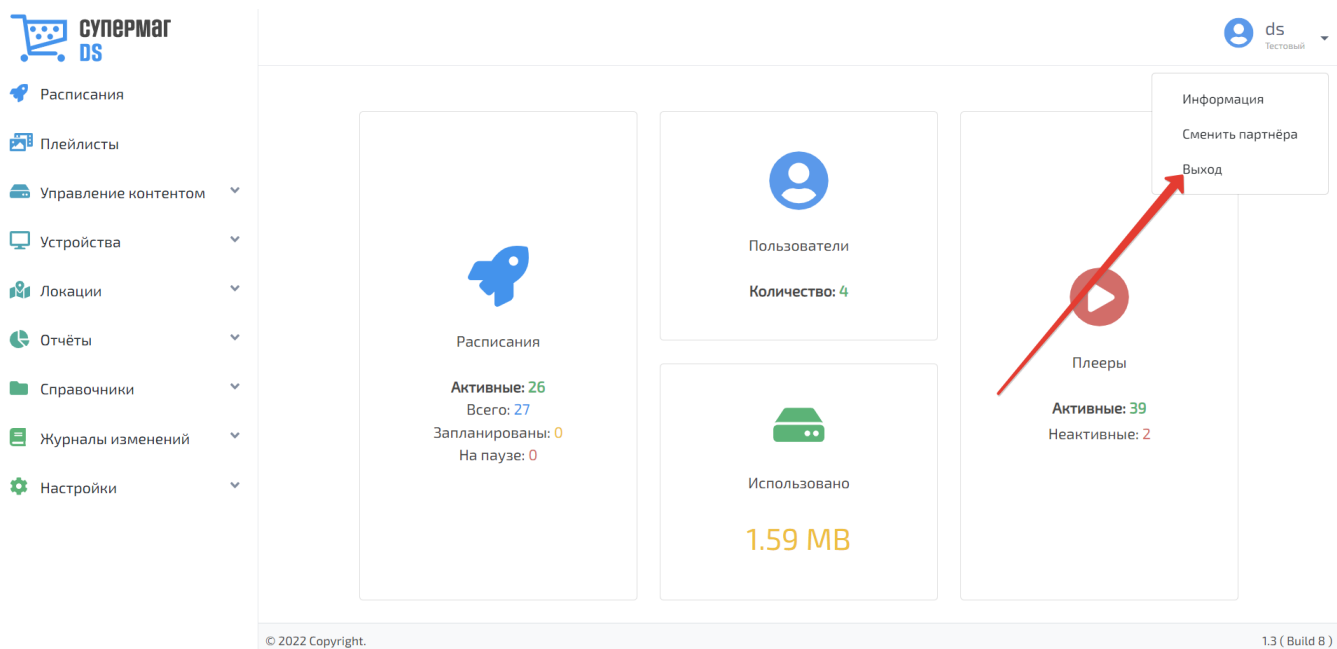 СУПЕРМАГ
DS
ds
Тестовый
Расписания
Плейлисты
Управление контентом
Устройства
Локации
Отчёты
Справочники
Журналы изменений
Настройки
Информация
Сменить партнёра
Выход
Расписания
Активные: 26
Всего: 27
Запланированы: 0
На паузе: 0
Пользователи
Количество: 4
Использовано
1.59 MB
Плееры
Активные: 39
Неактивные: 2
© 2022 Copyright.
1.3 ( Build 8 )